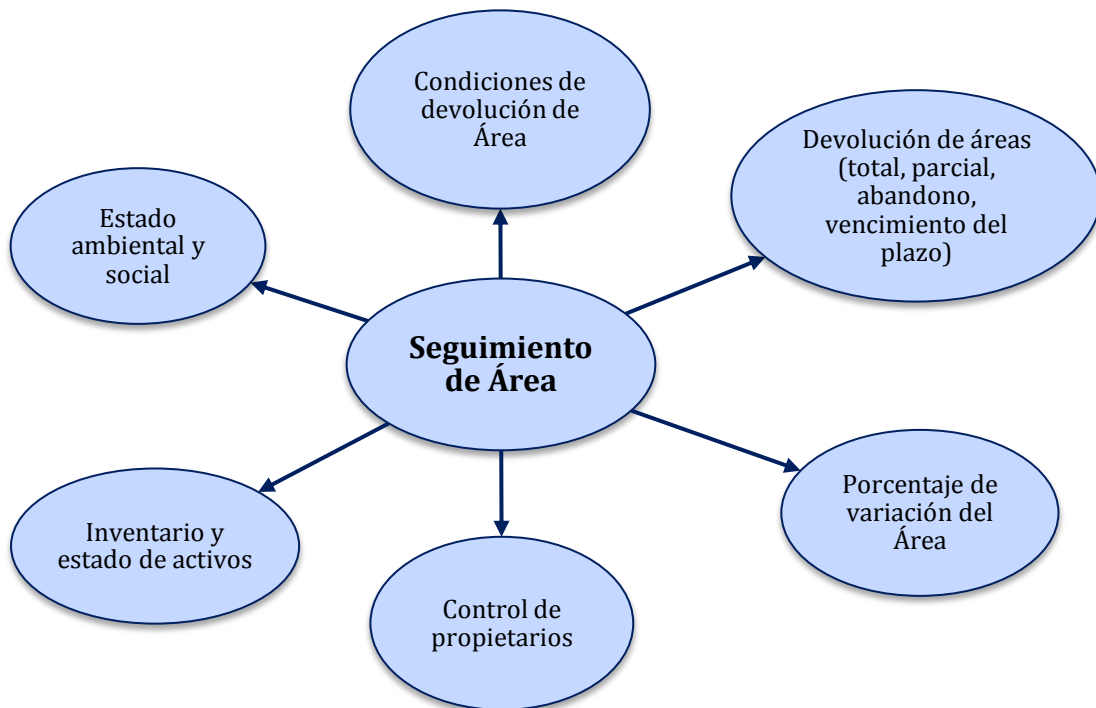 Condiciones de
devolución de
Área
Devolución de áreas
(total, parcial,
abandono,
vencimiento del
plazo)
Estado
ambiental y
social
Seguimiento
de Área
Porcentaje de
variación del
Área
Inventario y
estado de activos
Control de
propietarios